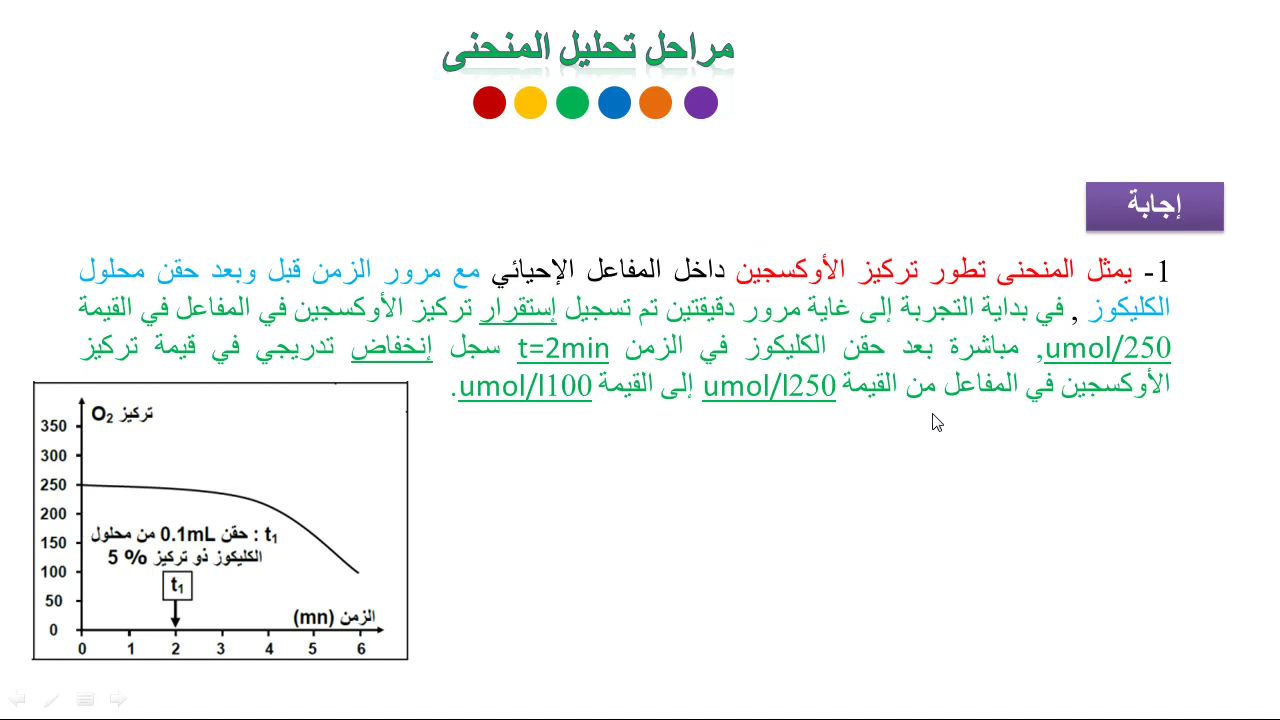 مراحل تحليل المنحنى
إجابة
1- يمثل المنحنى تطور تركيز الأوكسجين داخل المفاعل الإحيائي مع مرور الزمن قبل وبعد حقن محلول
الكليكوز , في بداية التجربة إلى غاية مرور دقيقتين تم تسجيل إستقرار تركيز الأوكسجين في المفاعل في القيمة
umol/250, مباشرة بعد حقن الكليكوز في الزمن t=2min سجل إنخفاض تدريجي في قيمة تركيز
الأوكسجين في المفاعل من القيمة umol/l250 إلى القيمة umol/l100.
تركيز O₂
350
300
250
200
150
100
50
0
t₁ : حقن 0.1mL من محلول
الكليكوز ذو تركيز % 5
t₁
الزمن (mn)
0 1 2 3 4 5 6